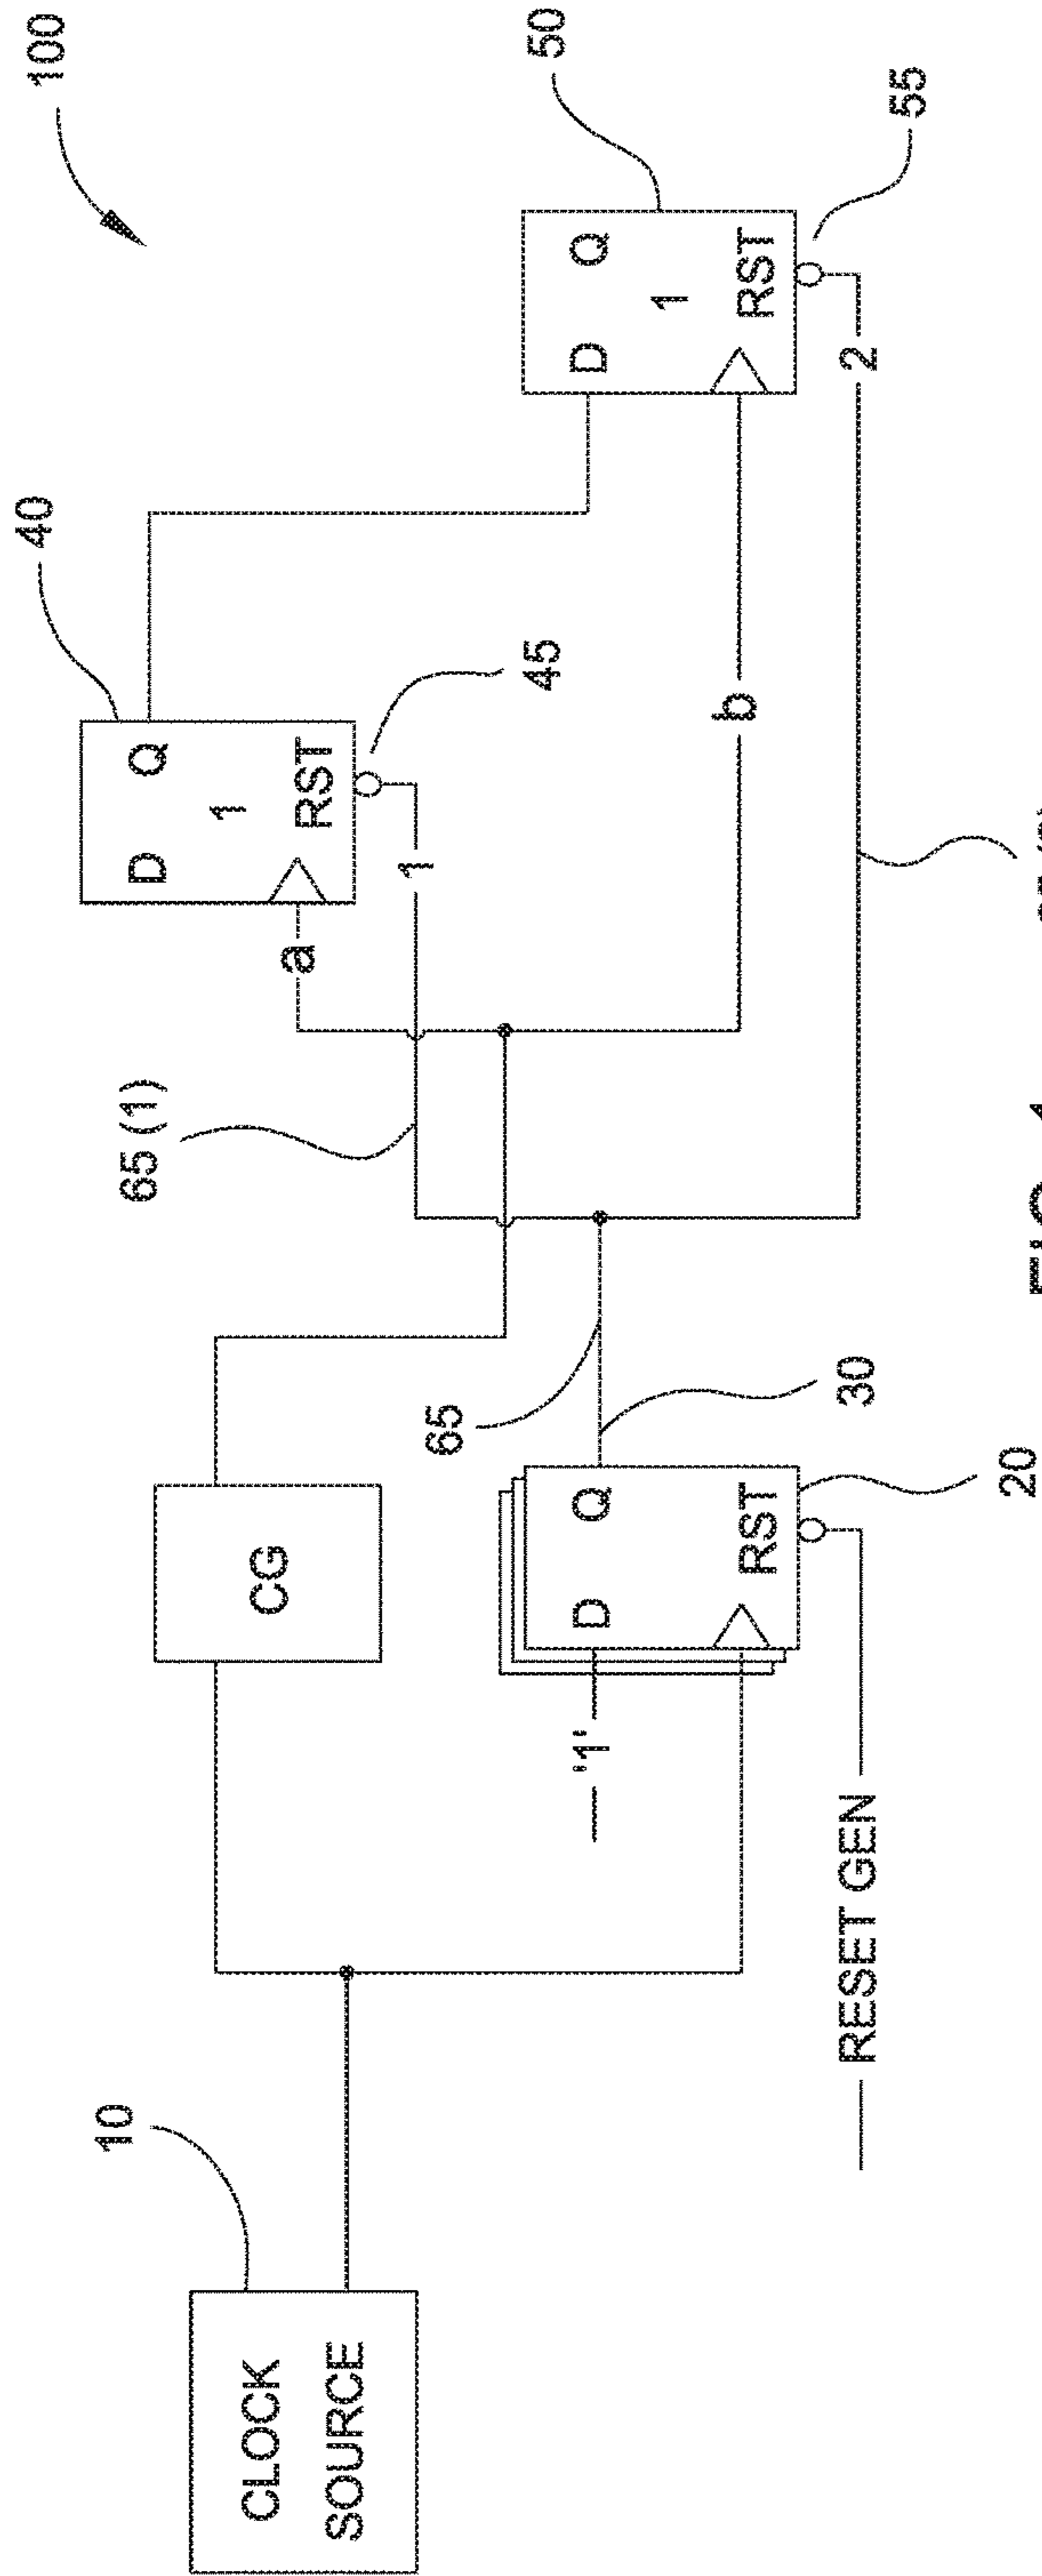 100
10
CLOCK
SOURCE
CG
65 (1)
40
D Q
1
RST
45
a
1
50
D Q
1
RST
55
b
2
65
30
'1'
D Q
RST
20
RESET GEN